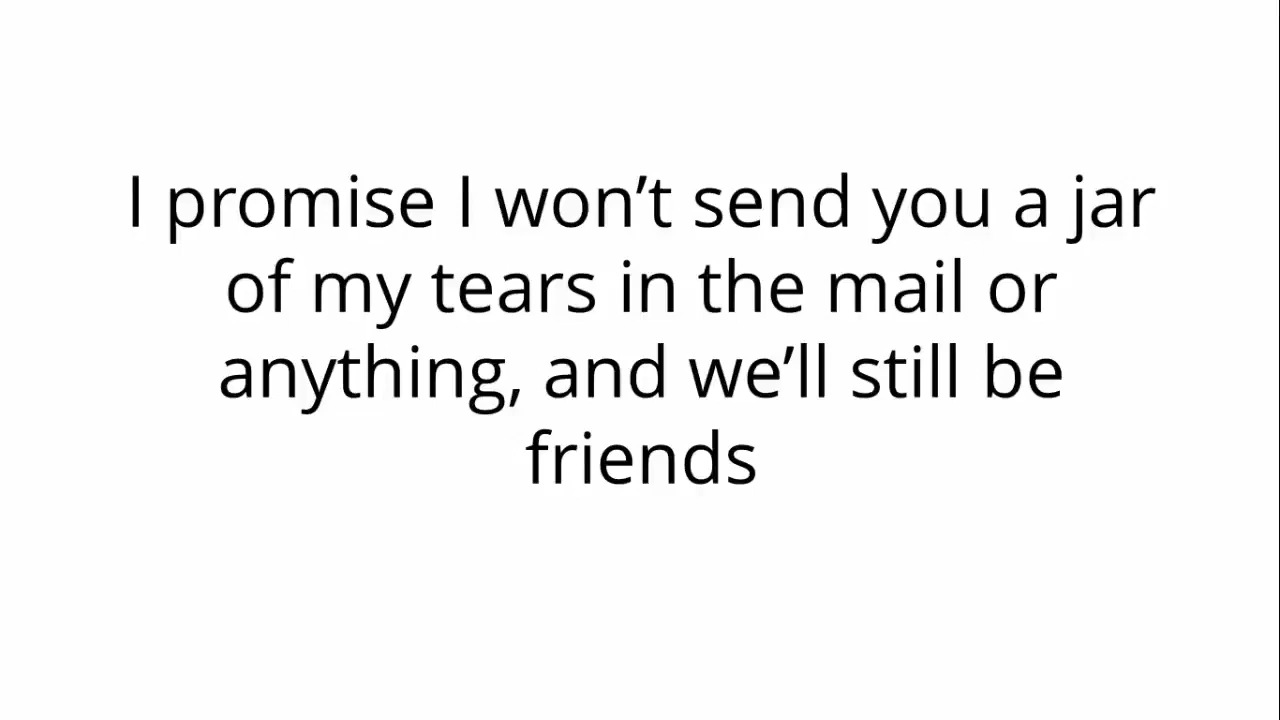 I promise I won’t send you a jar
of my tears in the mail or
anything, and we’ll still be
friends